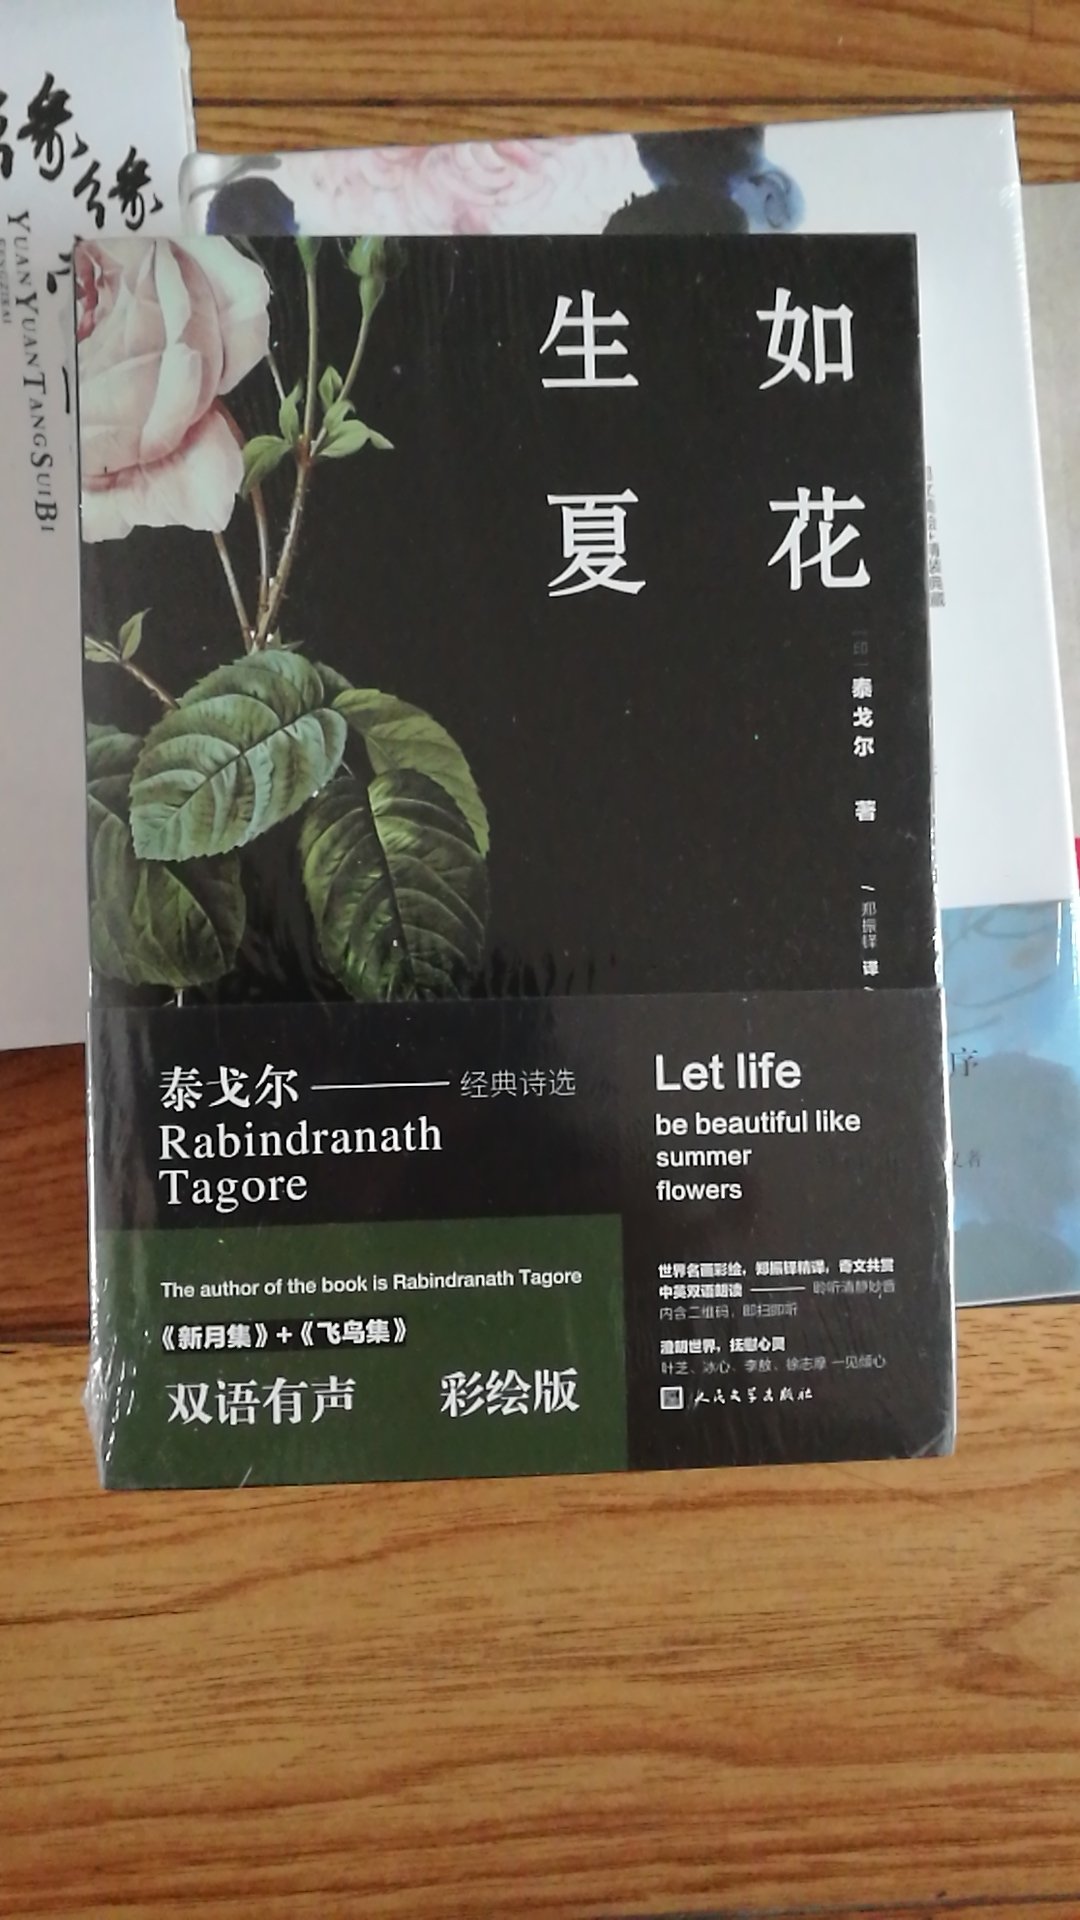 生 如
夏 花
[印]
泰戈尔 著
郑振铎 译
泰戈尔——经典诗选
Rabindranath
Tagore
Let life
be beautiful like
summer
flowers
The author of the book is Rabindranath Tagore
《新月集》+《飞鸟集》
双语有声 彩绘版
世界名画彩绘，郑振铎精译，奇文共赏
中英双语朗读——聆听清静妙音
内含二维码，即扫即听
澄明世界，抚慰心灵
叶芝、冰心、李敖、徐志摩 一见倾心
人民文学出版社
缘
缘
YUANYUANTANGSUIBI
FENGZIKAI
序